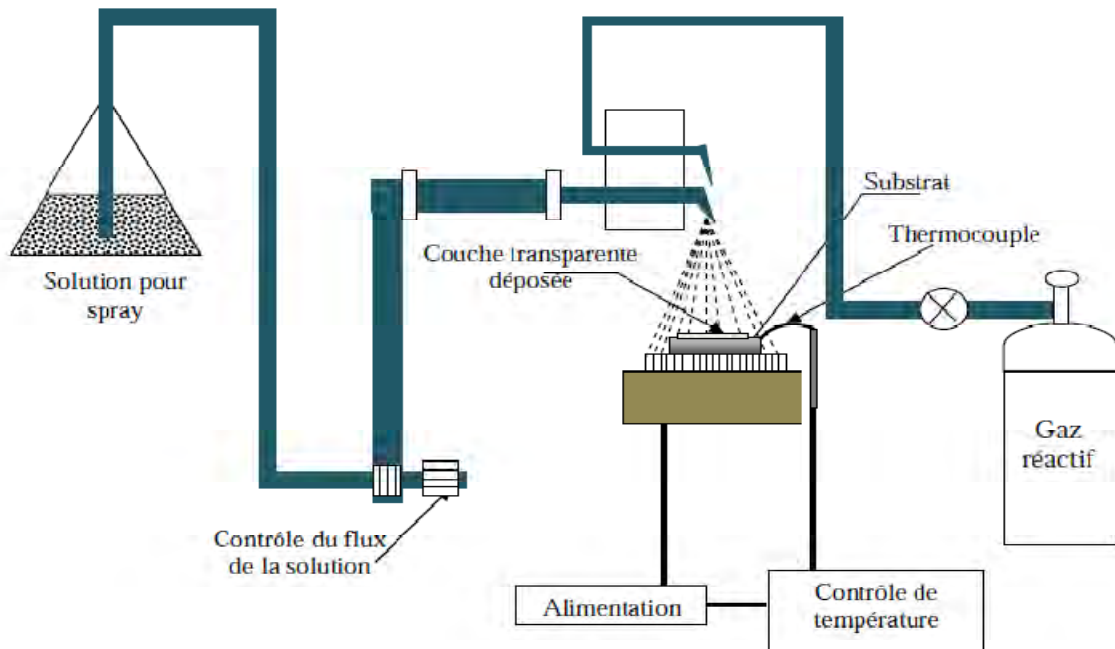 Substrat
Thermocouple
Couche transparente
déposée
Solution pour
spray
Gaz
réactif
Contrôle du flux
de la solution
Alimentation
Contrôle de
température